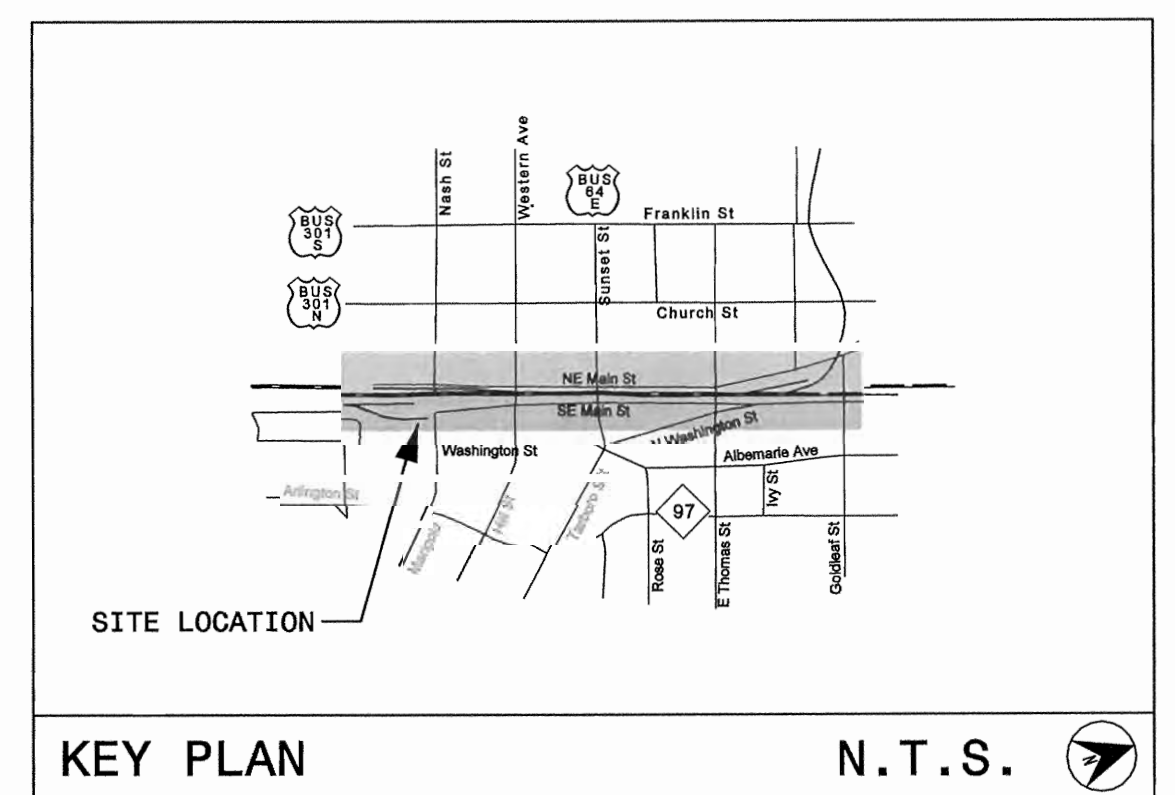 Nash St
Western Ave
BUS
64
E
Franklin St
BUS
301
S
Sunset St
BUS
301
N
Church St
NE Main St
SE Main St
N Washington St
Washington St
Albemarle Ave
Arlington St
Hill St
Tarboro S
Ivy St
97
Rose St
E Thomas St
Goldleaf St
SITE LOCATION
KEY PLAN
N.T.S.
N